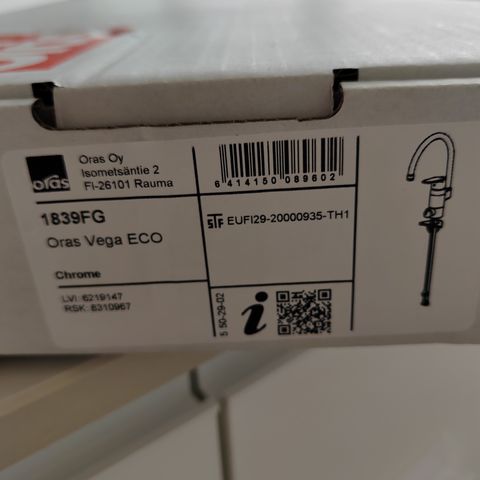 oras
Oras Oy
Isometsäntie 2
FI-26101 Rauma
6 414150 089602
1839FG
Oras Vega ECO
STF EUFI29-20000935-TH1
Chrome
LVI: 6219147
RSK: 8310967
5 50-29-02
i